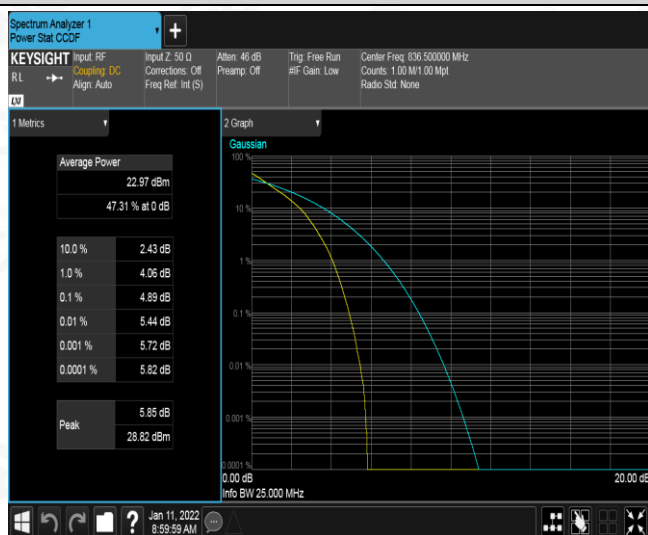 Spectrum Analyzer 1
Power Stat CCDF
+
KEYSIGHT
RL
LXI
Input: RF
Coupling: DC
Align: Auto
Input Z: 50 Ω
Corrections: Off
Freq Ref: Int (S)
Atten: 46 dB
Preamp: Off
Trig: Free Run
#IF Gain: Low
Center Freq: 836.500000 MHz
Counts: 1.00 M/1.00 Mpt
Radio Std: None
1 Metrics
Average Power
22.97 dBm
47.31 % at 0 dB
10.0 % 2.43 dB
1.0 % 4.06 dB
0.1 % 4.89 dB
0.01 % 5.44 dB
0.001 % 5.72 dB
0.0001 % 5.82 dB
Peak
5.85 dB
28.82 dBm
2 Graph
Gaussian
100 %
10 %
1 %
0.1 %
0.01 %
0.001 %
0.0001 %
0.00 dB
20.00 dB
Info BW 25.000 MHz
?
Jan 11, 2022
8:59:59 AM